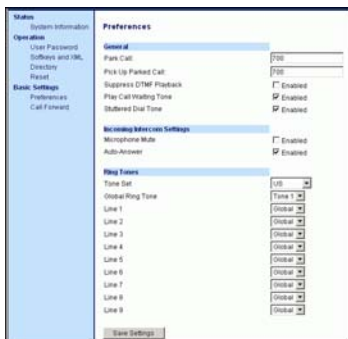 Status
System Information
Operation
User Password
Softkeys and XML
Directory
Reset
Basic Settings
Preferences
Call Forward
Preferences
General
Park Call: 700
Pick Up Parked Call: 700
Suppress DTMF Playback Enabled
Play Call Waiting Tone Enabled
Stuttered Dial Tone Enabled
Incoming Intercom Settings
Microphone Mute Enabled
Auto-Answer Enabled
Ring Tones
Tone Set US
Global Ring Tone Tone 1
Line 1 Global
Line 2 Global
Line 3 Global
Line 4 Global
Line 5 Global
Line 6 Global
Line 7 Global
Line 8 Global
Line 9 Global
Save Settings